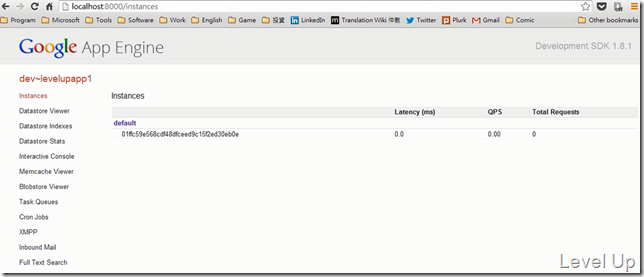 localhost:8000/instances
Program Microsoft Tools Software Work English Game 投資 LinkedIn Translation Wiki 仲裁 Twitter Plurk Gmail Comic Other bookmarks
Google App Engine
Development SDK 1.8.1
dev~levelupapp1
Instances
Datastore Viewer
Datastore Indexes
Datastore Stats
Interactive Console
Memcache Viewer
Blobstore Viewer
Task Queues
Cron Jobs
XMPP
Inbound Mail
Full Text Search
Instances
Latency (ms) QPS Total Requests
default
01ffc59e568cdf48dfceed9c15f2ed30eb0e 0.0 0.00 0
Level Up